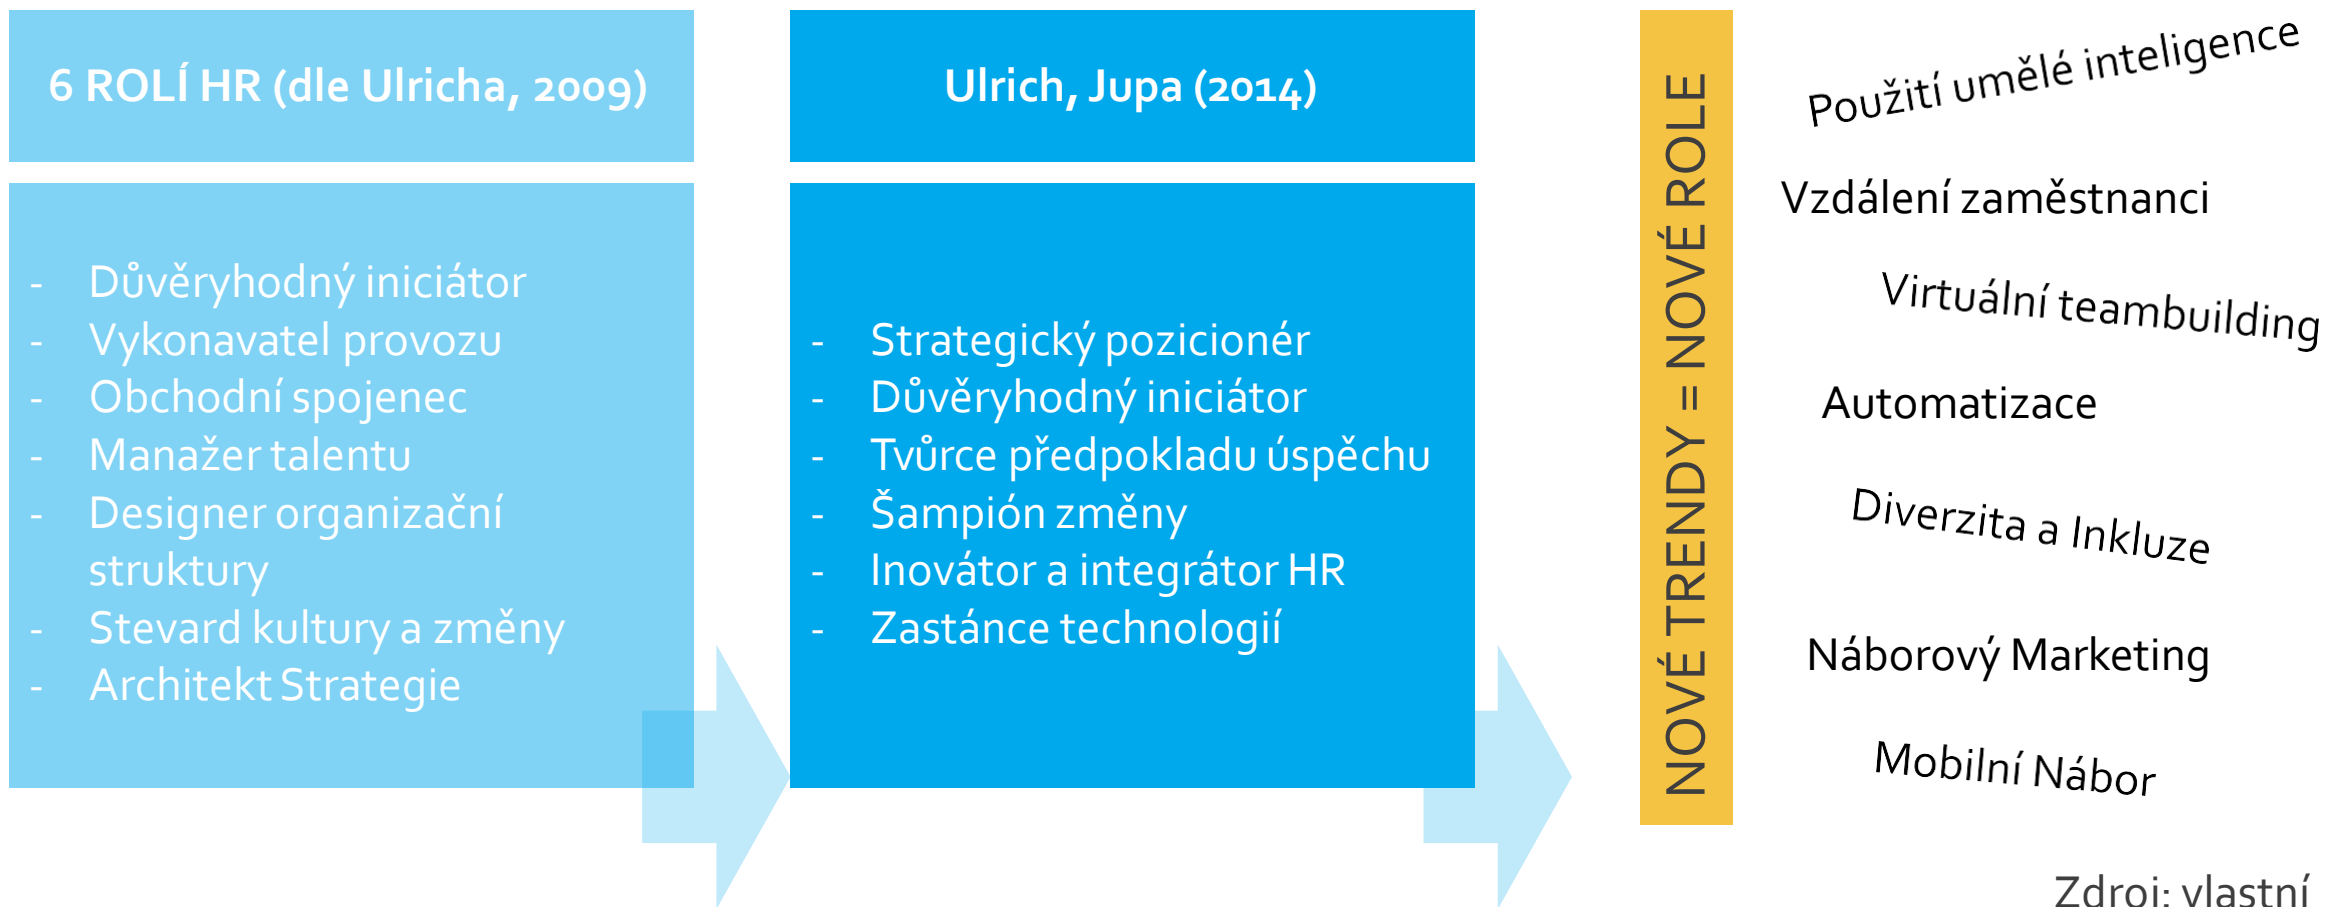 6 ROLÍ HR (dle Ulricha, 2009)
- Důvěryhodný iniciátor
- Vykonavatel provozu
- Obchodní spojenec
- Manažer talentu
- Designer organizační
struktury
- Stevard kultury a změny
- Architekt Strategie
Ulrich, Jupa (2014)
- Strategický pozicionér
- Důvěryhodný iniciátor
- Tvůrce předpokladu úspěchu
- Šampión změny
- Inovátor a integrátor HR
- Zastánce technologií
NOVÉ TRENDY = NOVÉ ROLE
Použití umělé inteligence
Vzdálení zaměstnanci
Virtuální teambuilding
Automatizace
Diverzita a Inkluze
Náborový Marketing
Mobilní Nábor
Zdroj: vlastní